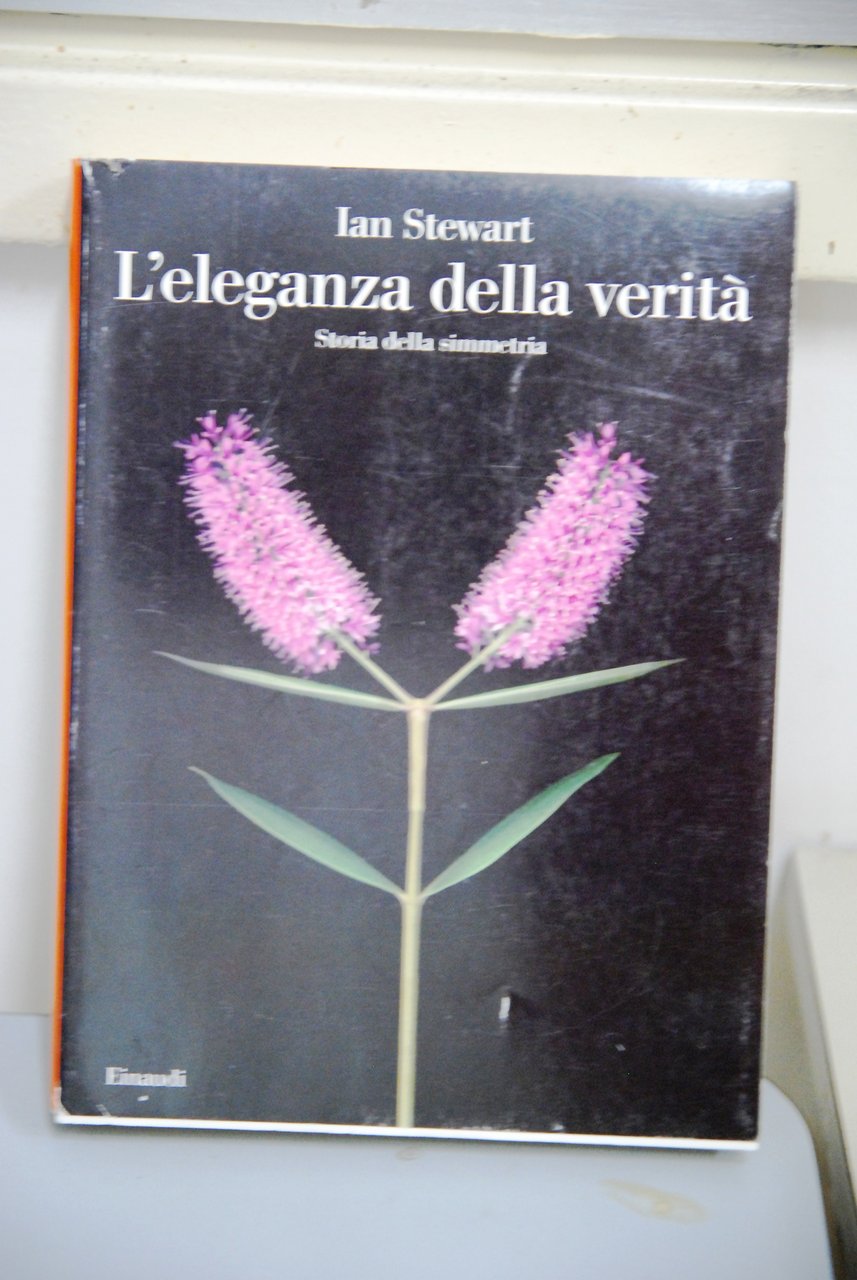 Ian Stewart
L'eleganza della verità
Storia della simmetria
Einaudi